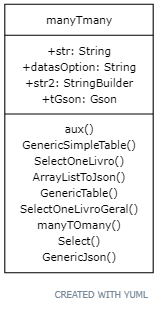 manyTmany
+str: String
+datasOption: String
+str2: StringBuilder
+tGson: Gson
aux()
GenericSimpleTable()
SelectOneLivro()
ArrayListToJson()
GenericTable()
SelectOneLivroGeral()
manyTOmany()
Select()
GenericJson()
CREATED WITH YUML